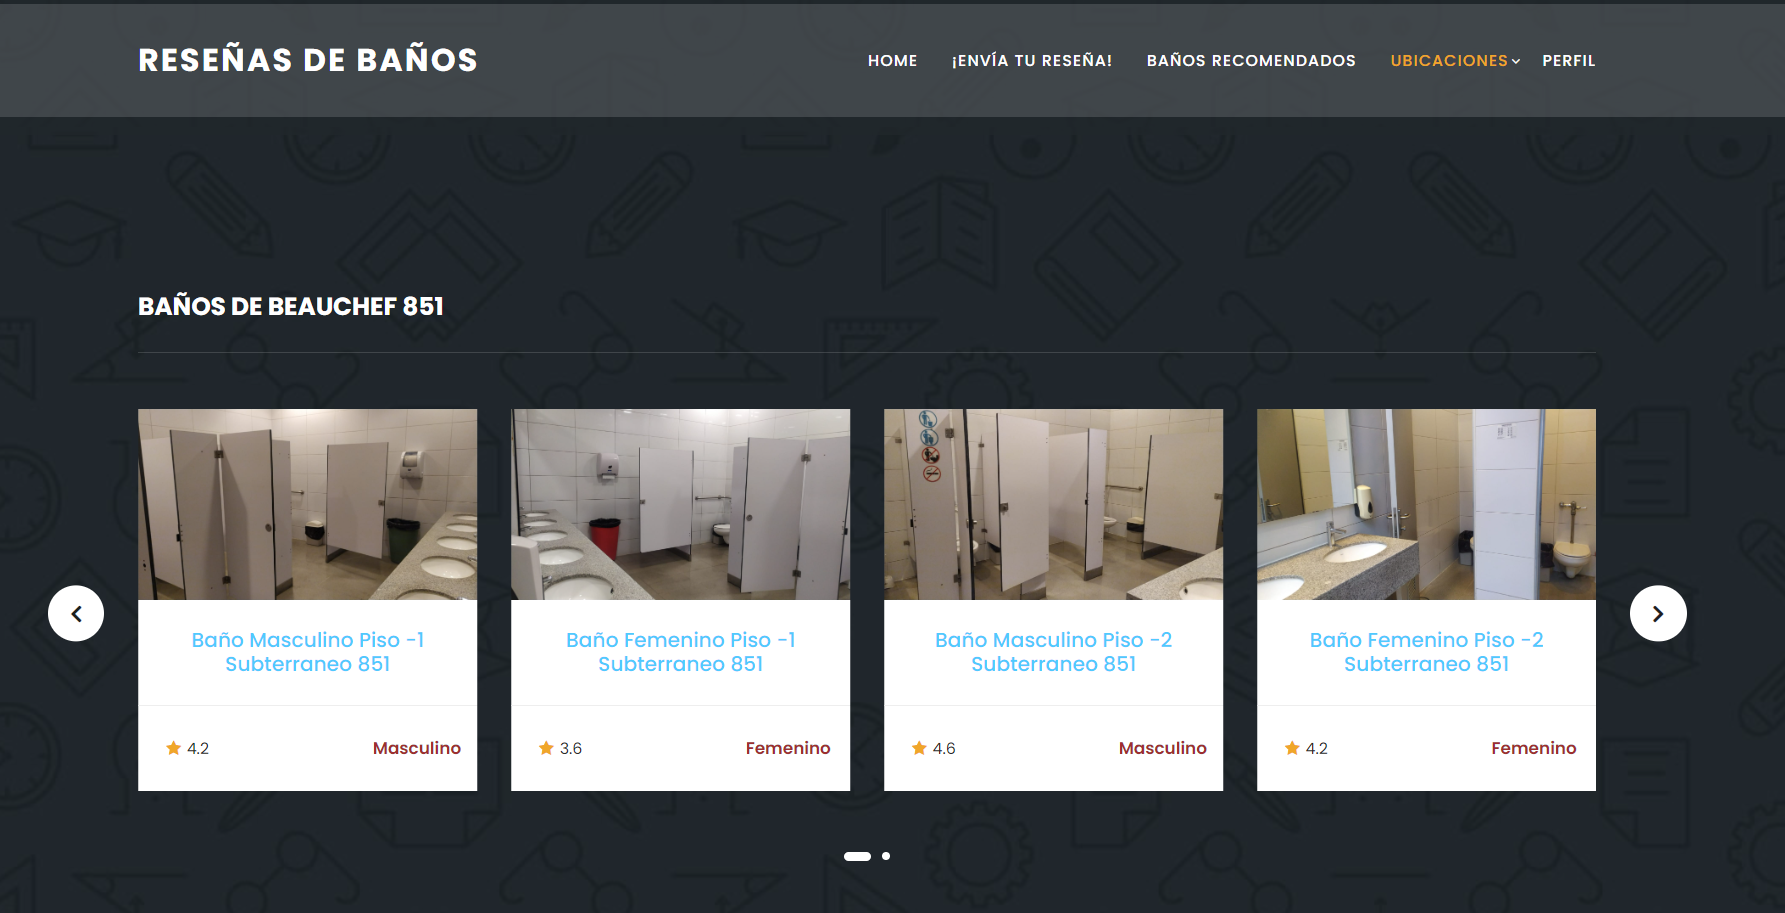 RESEÑAS DE BAÑOS
HOME
¡ENVÍA TU RESEÑA!
BAÑOS RECOMENDADOS
UBICACIONES
PERFIL
BAÑOS DE BEAUCHEF 851
Baño Masculino Piso -1
Subterraneo 851
4.2
Masculino
Baño Femenino Piso -1
Subterraneo 851
3.6
Femenino
Baño Masculino Piso -2
Subterraneo 851
4.6
Masculino
Baño Femenino Piso -2
Subterraneo 851
4.2
Femenino